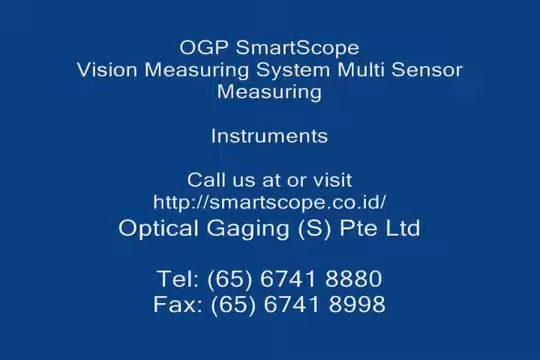 OGP SmartScope
Vision Measuring System Multi Sensor
Measuring
Instruments
Call us at or visit
http://smartscope.co.id/
Optical Gaging (S) Pte Ltd
Tel: (65) 6741 8880
Fax: (65) 6741 8998